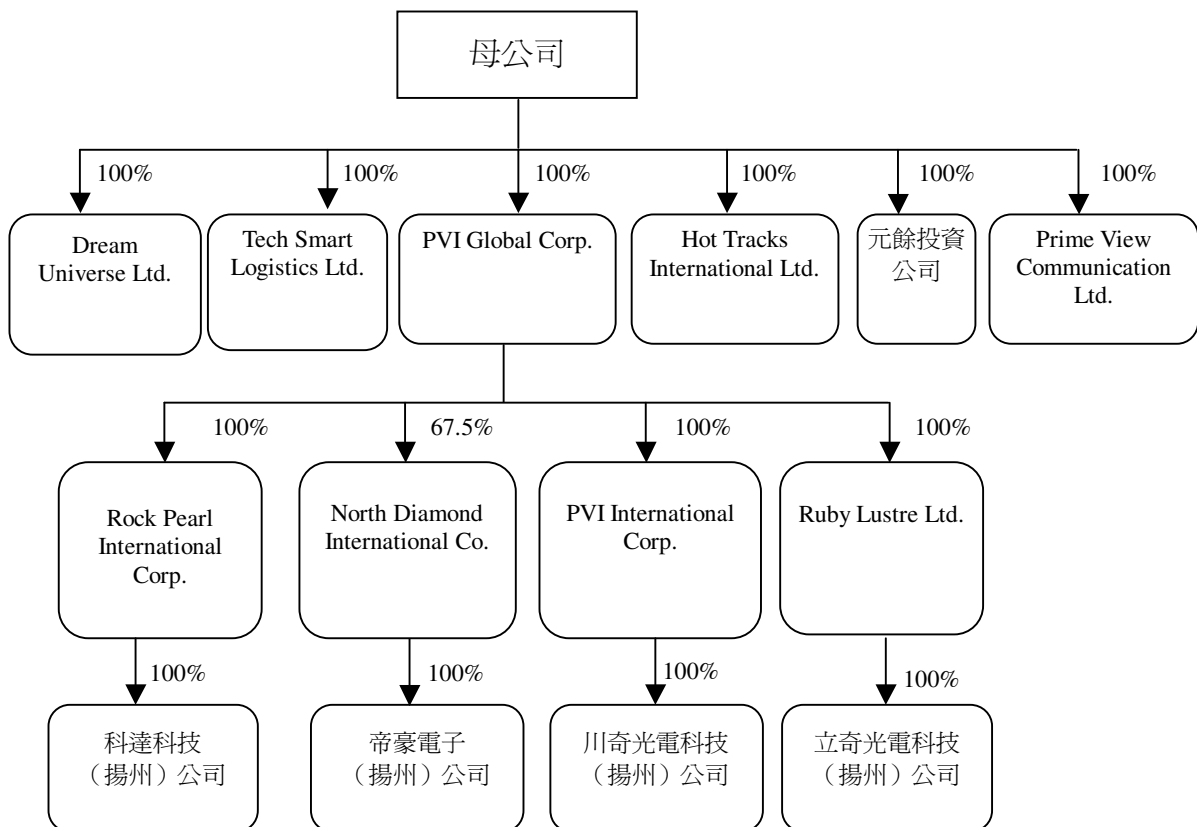 母公司
100%
100%
100%
100%
100%
100%
Dream
Universe Ltd.
Tech Smart
Logistics Ltd.
PVI Global Corp.
Hot Tracks
International Ltd.
元餘投資
公司
Prime View
Communication
Ltd.
100%
67.5%
100%
100%
Rock Pearl
International
Corp.
North Diamond
International Co.
PVI International
Corp.
Ruby Lustre Ltd.
100%
100%
100%
100%
科達科技
（揚州）公司
帝豪電子
（揚州）公司
川奇光電科技
（揚州）公司
立奇光電科技
（揚州）公司